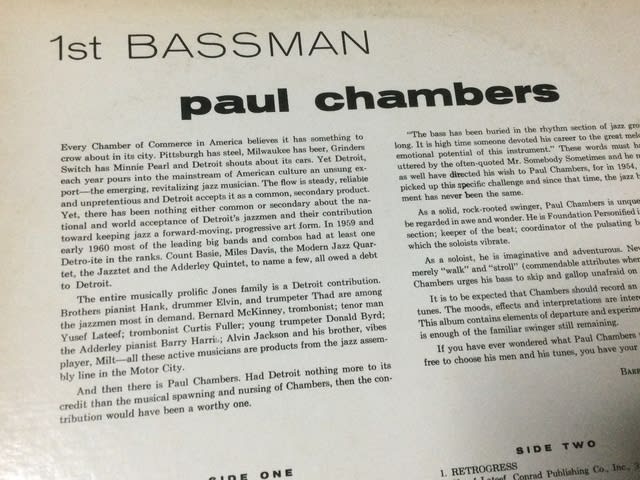 1st BASSMAN
paul chambers
Every Chamber of Commerce in America believes it has something to
crow about in its city. Pittsburgh has steel, Milwaukee has beer, Grinders
Switch has Minnie Pearl and Detroit shouts about its cars. Yet Detroit,
each year pours into the mainstream of American culture an unsung ex-
port—the emerging, revitalizing jazz musician. The flow is steady, reliable
and unpretentious and Detroit accepts it as a common, secondary product.
Yet, there has been nothing either common or secondary about the na-
tional and world acceptance of Detroit's jazzmen and their contribution
toward keeping jazz a forward-moving, progressive art form. In 1959 and
early 1960 most of the leading big bands and combos had at least one
Detro-ite in the ranks. Count Basie, Miles Davis, the Modern Jazz Quar-
tet, the Jazztet and the Adderley Quintet, to name a few, all owed a debt
to Detroit.
The entire musically prolific Jones family is a Detroit contribution.
Brothers pianist Hank, drummer Elvin, and trumpeter Thad are among
the jazzmen most in demand. Bernard McKinney, trombonist; tenor man
Yusef Lateef; trombonist Curtis Fuller; young trumpeter Donald Byrd;
the Adderley pianist Barry Harris; Alvin Jackson and his brother, vibes
player, Milt—all these active musicians are products from the jazz assem-
bly line in the Motor City.
And then there is Paul Chambers. Had Detroit nothing more to its
credit than the musical spawning and nursing of Chambers, then the con-
tribution would have been a worthy one.
"The bass has been buried in the rhythm section of jazz gro
long. It is high time someone devoted his career to the great melo
emotional potential of this instrument." These words must ha
uttered by the often-quoted Mr. Somebody Sometimes and he m
as well have directed his wish to Paul Chambers, for in 1954,
picked up this specific challenge and since that time, the jazz b
ment has never been the same.
As a solid, rock-rooted swinger, Paul Chambers is unque
be regarded in awe and wonder. He is Foundation Personified i
section; keeper of the beat; coordinator of the pulsating b
which the soloists vibrate.
As a soloist, he is imaginative and adventurous. Nev
merely "walk" and "stroll" (commendable attributes when
Chambers urges his bass to skip and gallop unafraid on
It is to be expected that Chambers should record an
tunes. The moods, effects and interpretations are inter
This album contains elements of departure and experim
is enough of the familiar swinger still remaining.
If you have ever wondered what Paul Chambers
free to choose his men and his tunes, you have your
BARB
SIDE ONE
SIDE TWO
1. RETROGRESS
Lateef, Conrad Publishing Co., Inc., 3